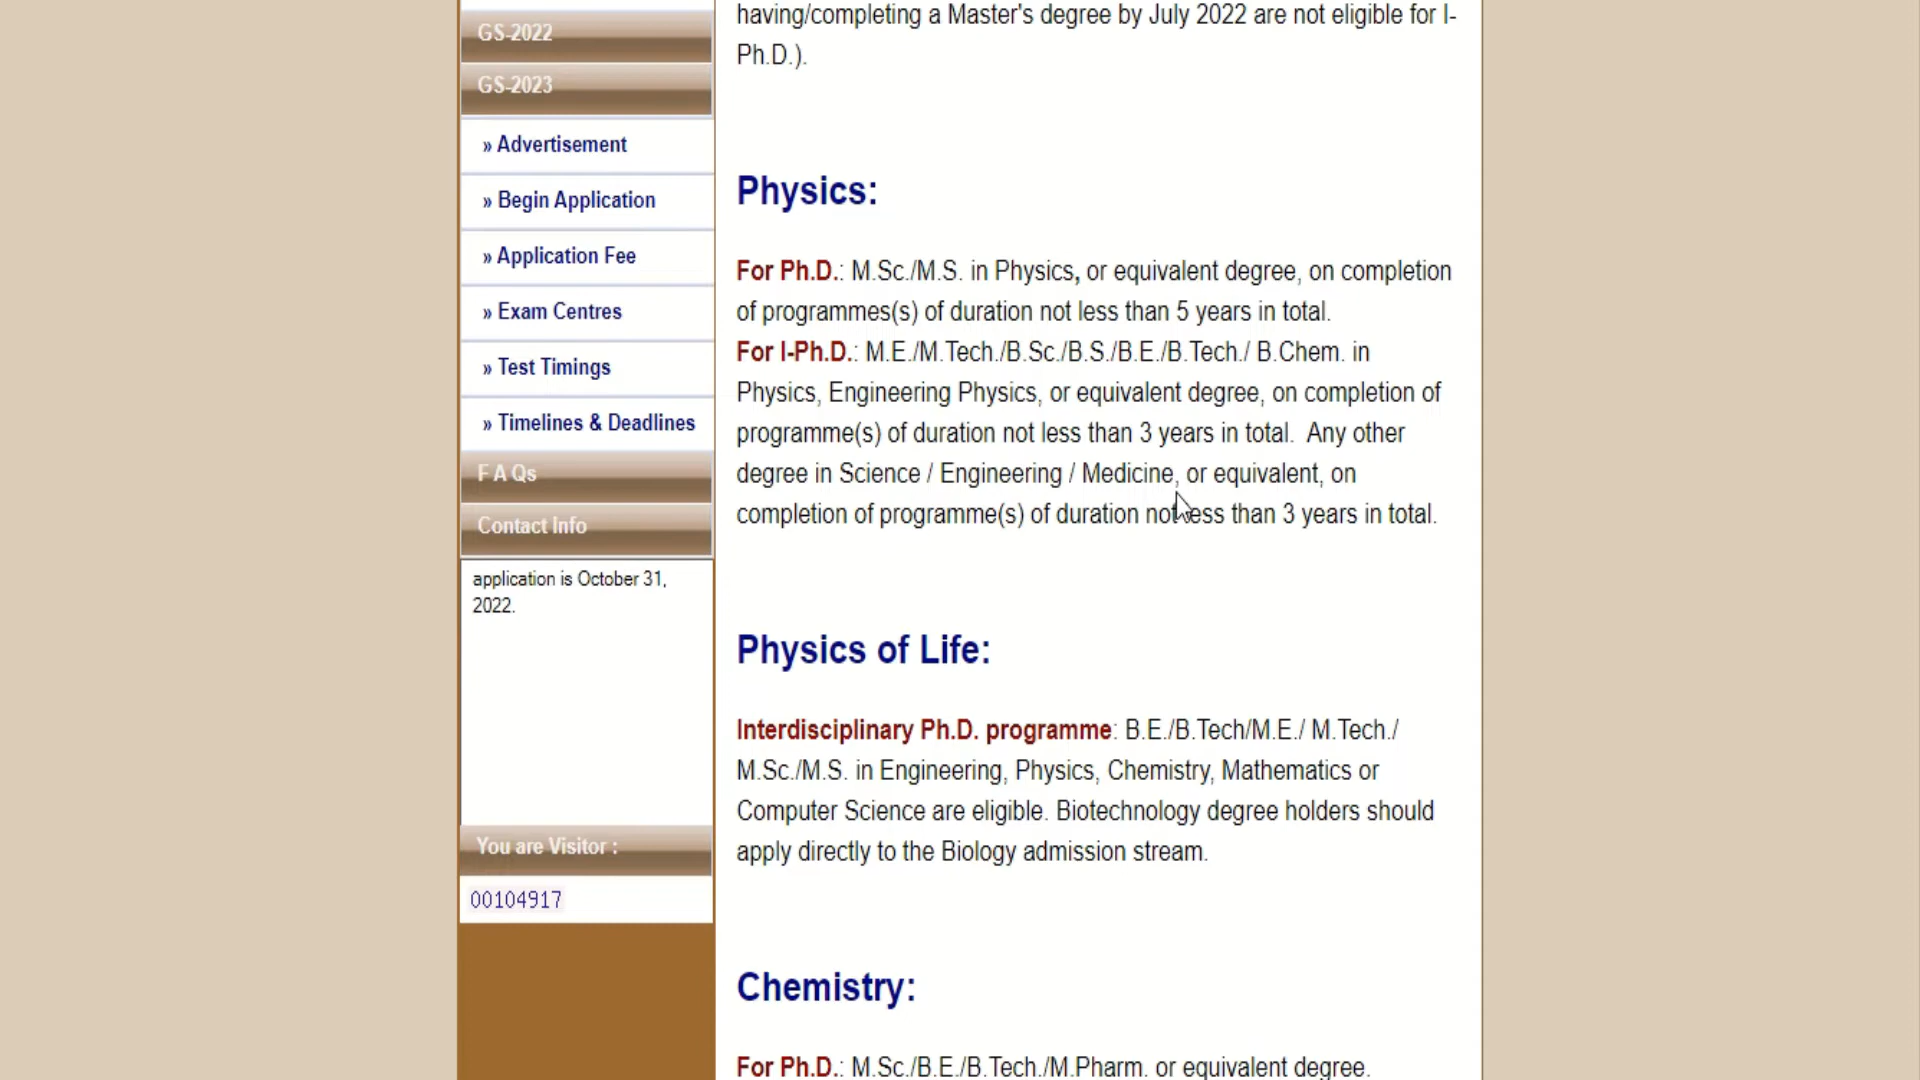 GS-2022
GS-2023
» Advertisement
» Begin Application
» Application Fee
» Exam Centres
» Test Timings
» Timelines & Deadlines
F A Qs
Contact Info
application is October 31,
2022.
You are Visitor :
00104917
having/completing a Master's degree by July 2022 are not eligible for I-
Ph.D.).
Physics:
For Ph.D.: M.Sc./M.S. in Physics, or equivalent degree, on completion
of programmes(s) of duration not less than 5 years in total.
For I-Ph.D.: M.E./M.Tech./B.Sc./B.S./B.E./B.Tech./ B.Chem. in
Physics, Engineering Physics, or equivalent degree, on completion of
programme(s) of duration not less than 3 years in total. Any other
degree in Science / Engineering / Medicine, or equivalent, on
completion of programme(s) of duration not less than 3 years in total.
Physics of Life:
Interdisciplinary Ph.D. programme: B.E./B.Tech/M.E./ M.Tech./
M.Sc./M.S. in Engineering, Physics, Chemistry, Mathematics or
Computer Science are eligible. Biotechnology degree holders should
apply directly to the Biology admission stream.
Chemistry:
For Ph.D.: M.Sc./B.E./B.Tech./M.Pharm. or equivalent degree.